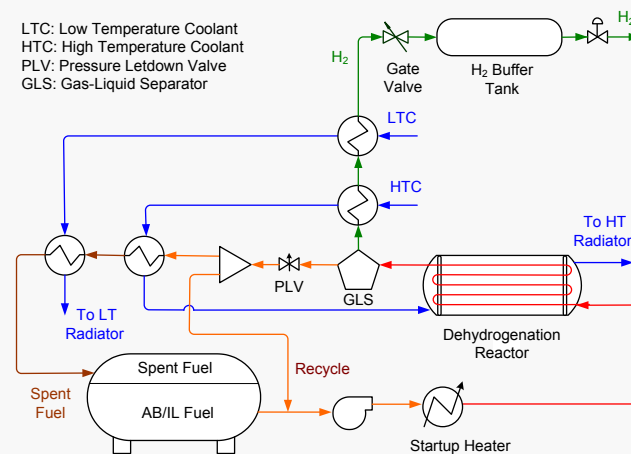 LTC: Low Temperature Coolant
HTC: High Temperature Coolant
PLV: Pressure Letdown Valve
GLS: Gas-Liquid Separator
H2
H2
Gate
Valve
H2 Buffer
Tank
LTC
HTC
To HT
Radiator
PLV
GLS
To LT
Radiator
Dehydrogenation
Reactor
Spent Fuel
Recycle
Spent
Fuel
AB/IL Fuel
Startup Heater